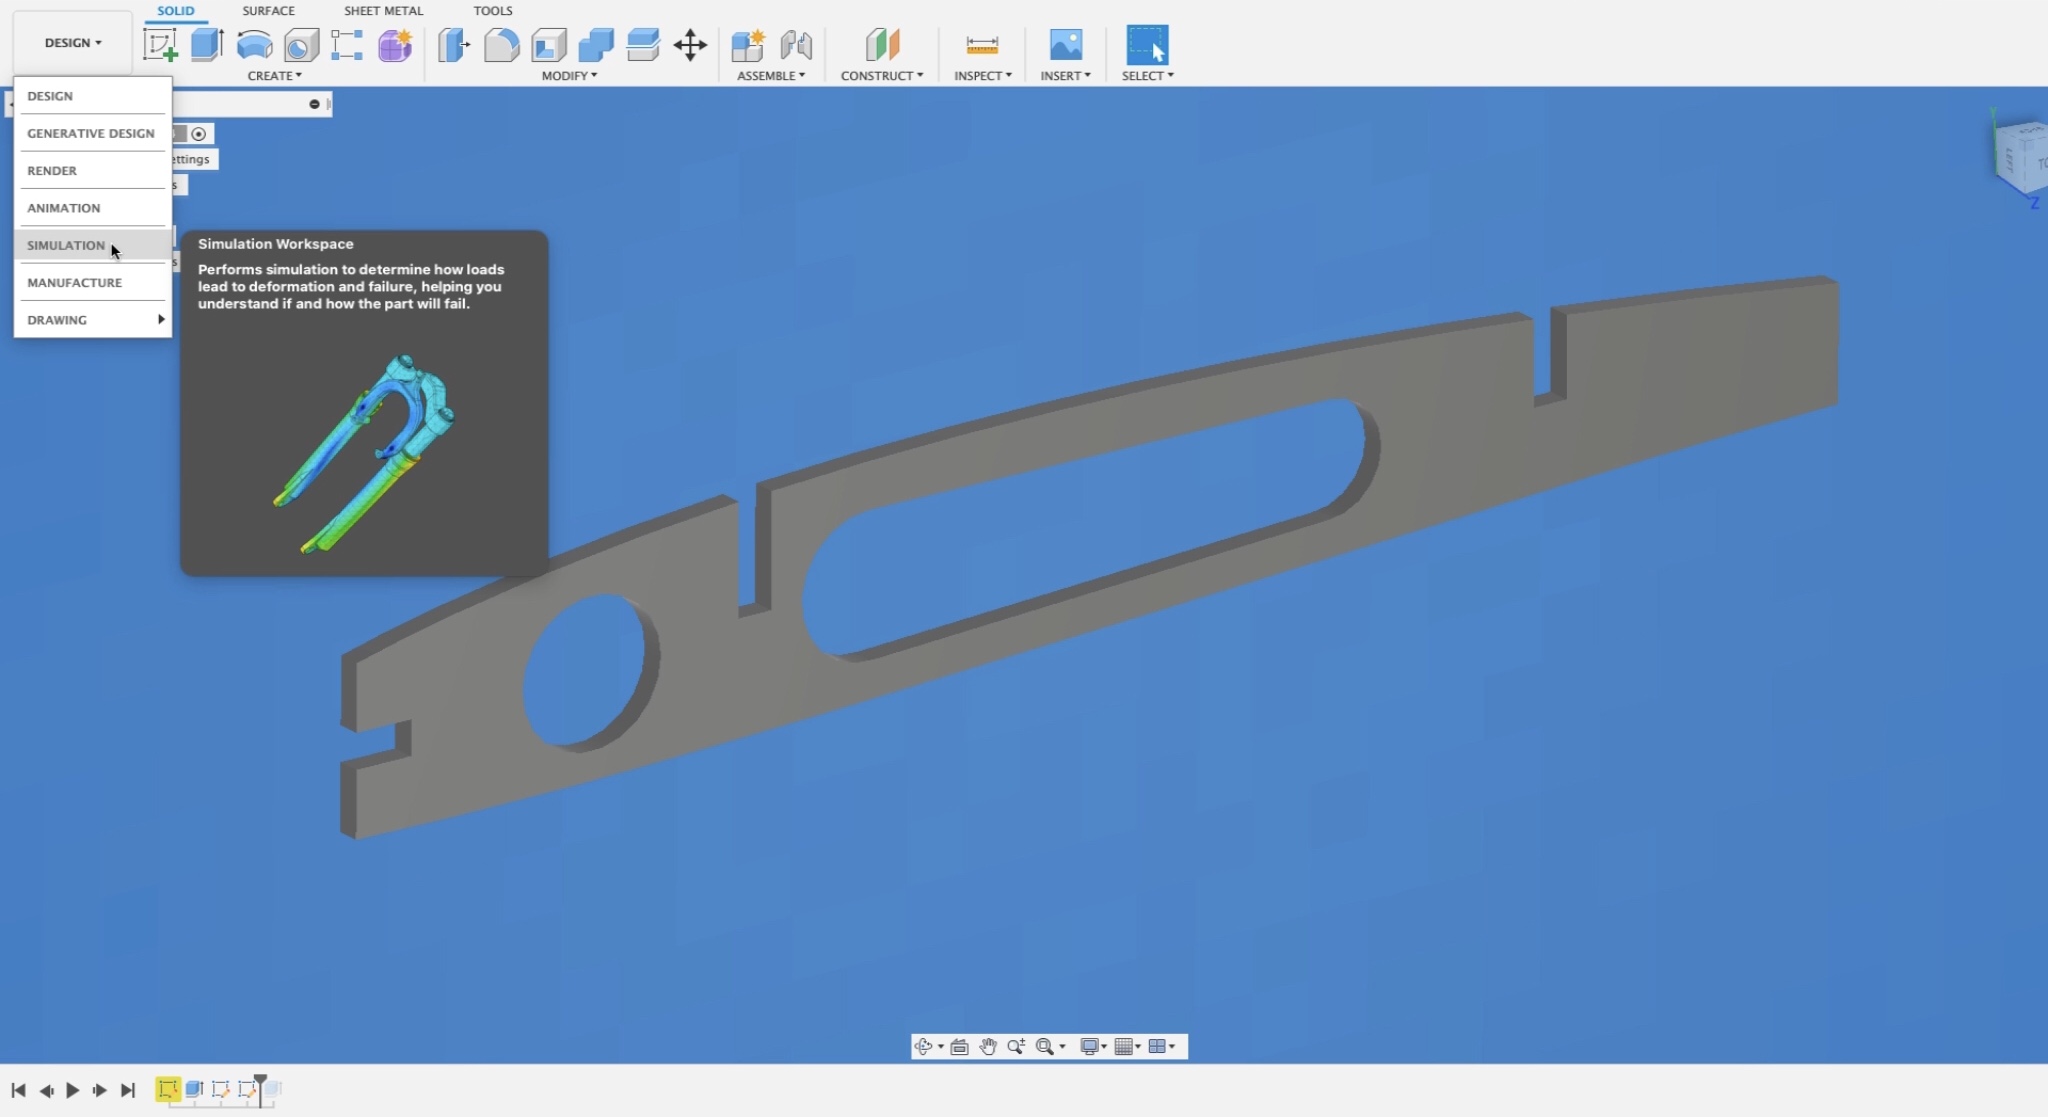 SOLID
SURFACE
SHEET METAL
TOOLS
DESIGN
CREATE
MODIFY
ASSEMBLE
CONSTRUCT
INSPECT
INSERT
SELECT
DESIGN
GENERATIVE DESIGN
RENDER
ANIMATION
SIMULATION
MANUFACTURE
DRAWING
ettings
s
s
Simulation Workspace
Performs simulation to determine how loads
lead to deformation and failure, helping you
understand if and how the part will fail.
Y
LEFT
TO
Z